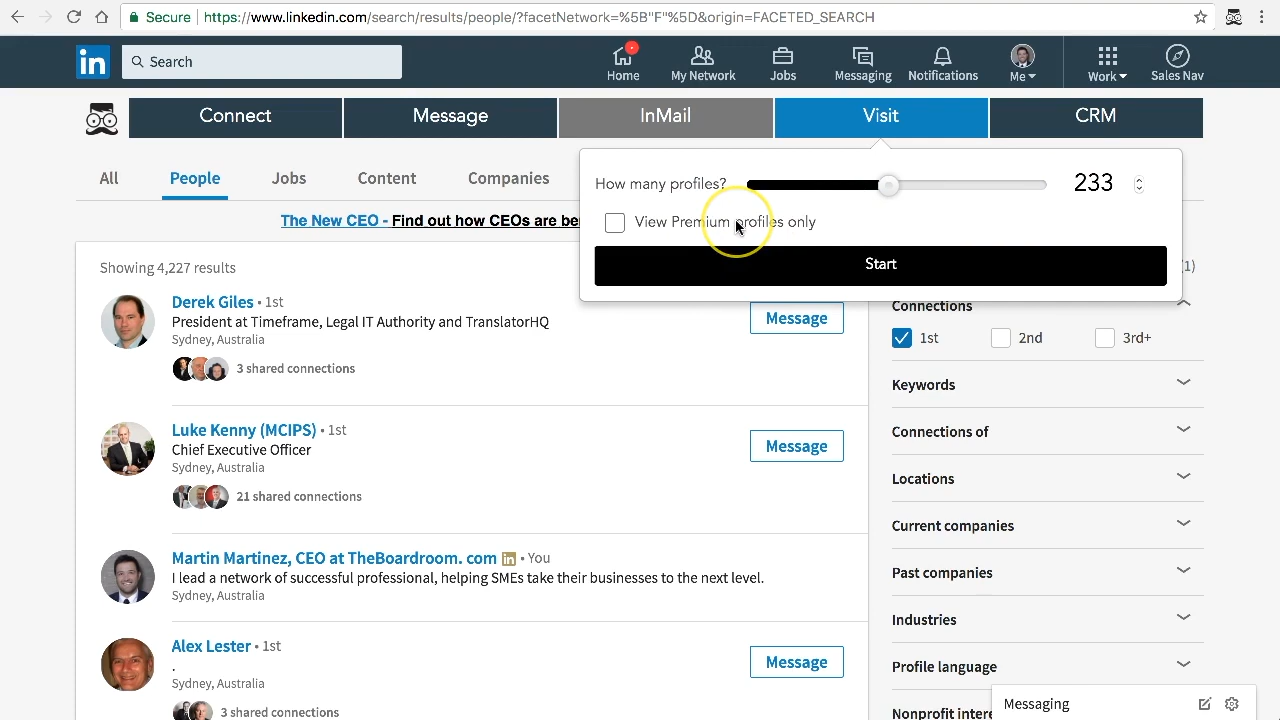 Secure https://www.linkedin.com/search/results/people/?facetNetwork=%5B"F"%5D&origin=FACETED_SEARCH
in Search Home My Network Jobs Messaging Notifications Me Work Sales Nav
Connect Message InMail Visit CRM
How many profiles? 233
All People Jobs Content Companies
View Premium profiles only
The New CEO - Find out how CEOs are be
Start
Showing 4,227 results
(1)
Derek Giles • 1st
President at Timeframe, Legal IT Authority and TranslatorHQ
Sydney, Australia
3 shared connections
Message
Luke Kenny (MCIPS) • 1st
Chief Executive Officer
Sydney, Australia
21 shared connections
Message
Martin Martinez, CEO at TheBoardroom. com in • You
I lead a network of successful professional, helping SMEs take their businesses to the next level.
Sydney, Australia
Alex Lester • 1st
.
Sydney, Australia
3 shared connections
Message
Connections
1st 2nd 3rd+
Keywords
Connections of
Locations
Current companies
Past companies
Industries
Profile language
Nonprofit intere
Messaging